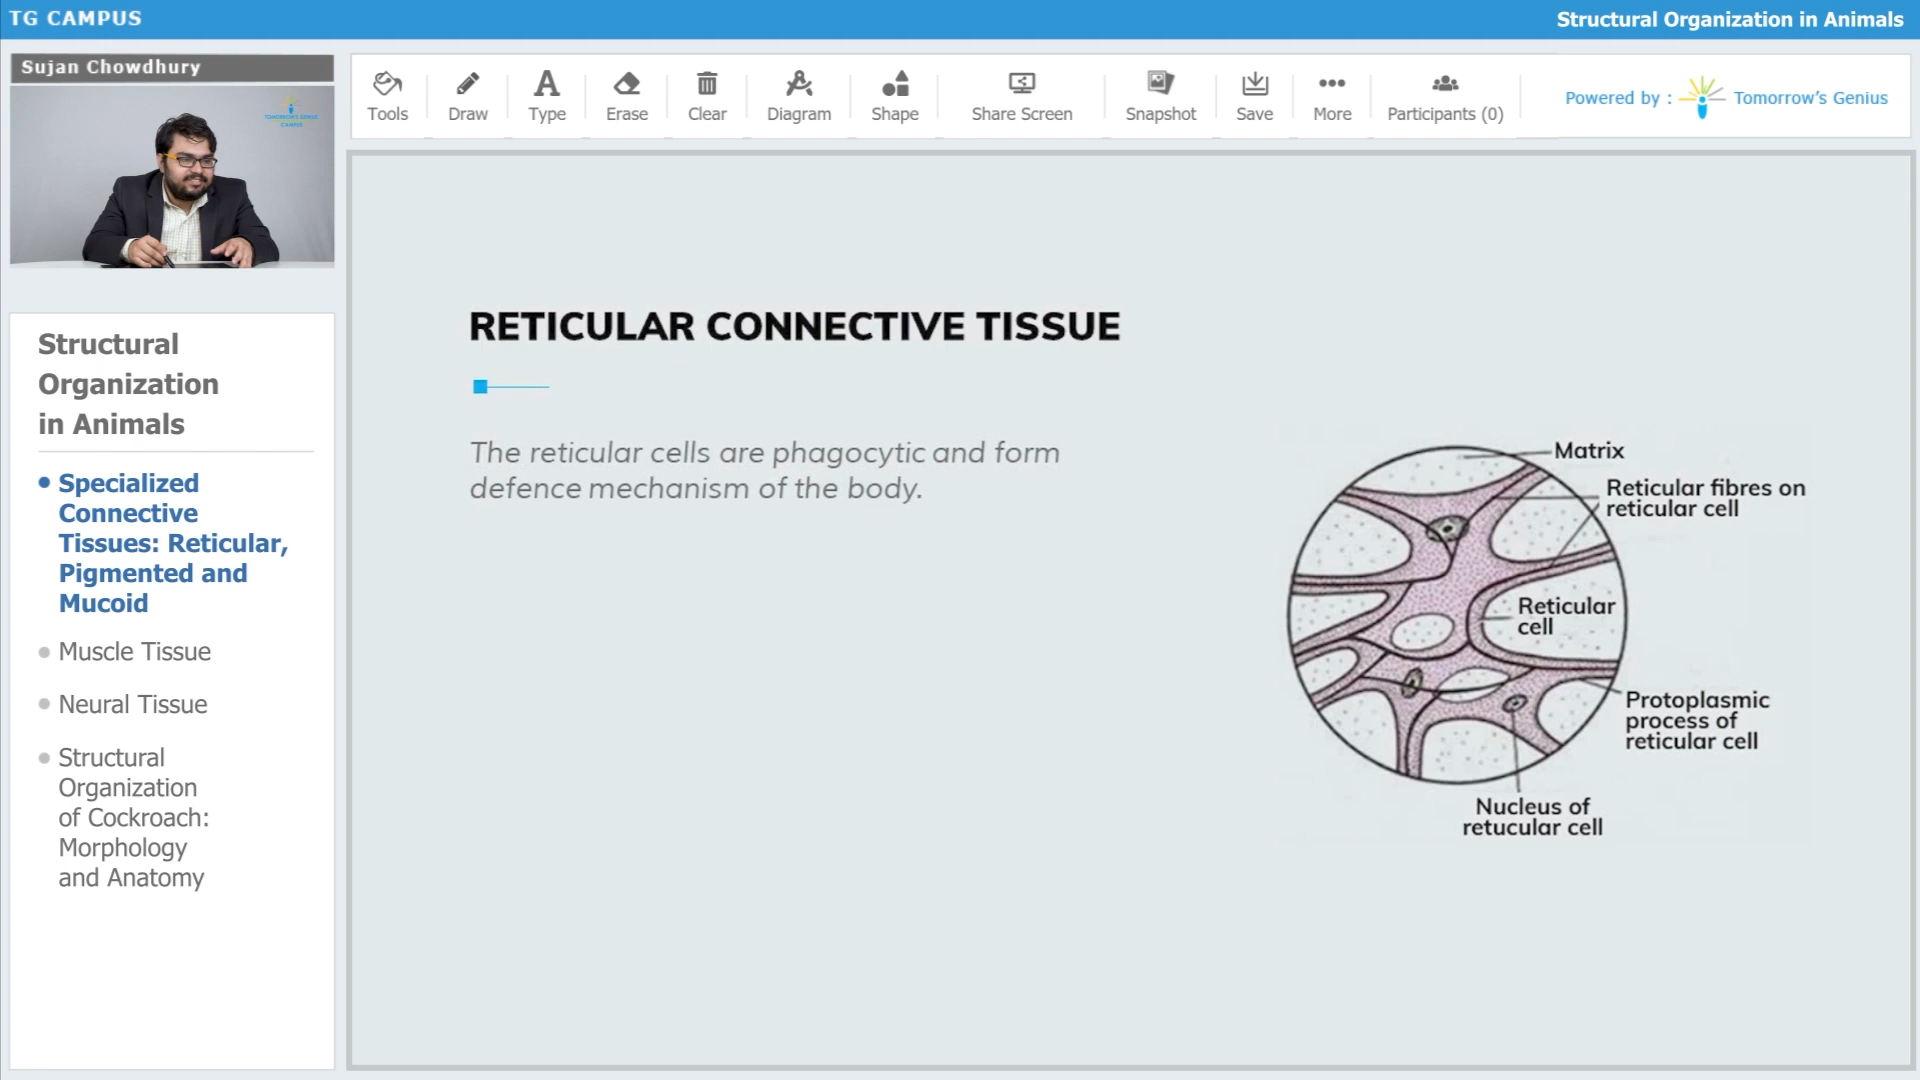 TG CAMPUS
Structural Organization in Animals
Sujan Chowdhury
TOMORROW'S GENIUS
CAMPUS
Tools
Draw
Type
Erase
Clear
Diagram
Shape
Share Screen
Snapshot
Save
More
Participants (0)
Powered by :
Tomorrow's Genius
Structural
Organization
in Animals
Specialized
Connective
Tissues: Reticular,
Pigmented and
Mucoid
Muscle Tissue
Neural Tissue
Structural
Organization
of Cockroach:
Morphology
and Anatomy
RETICULAR CONNECTIVE TISSUE
The reticular cells are phagocytic and form
defence mechanism of the body.
Matrix
Reticular fibres on
reticular cell
Reticular
cell
Protoplasmic
process of
reticular cell
Nucleus of
retucular cell